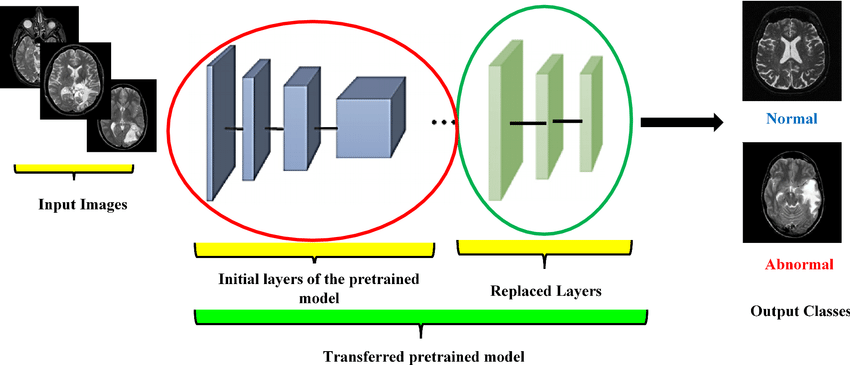 Input Images
Initial layers of the pretrained
model
Replaced Layers
Transferred pretrained model
Normal
Abnormal
Output Classes